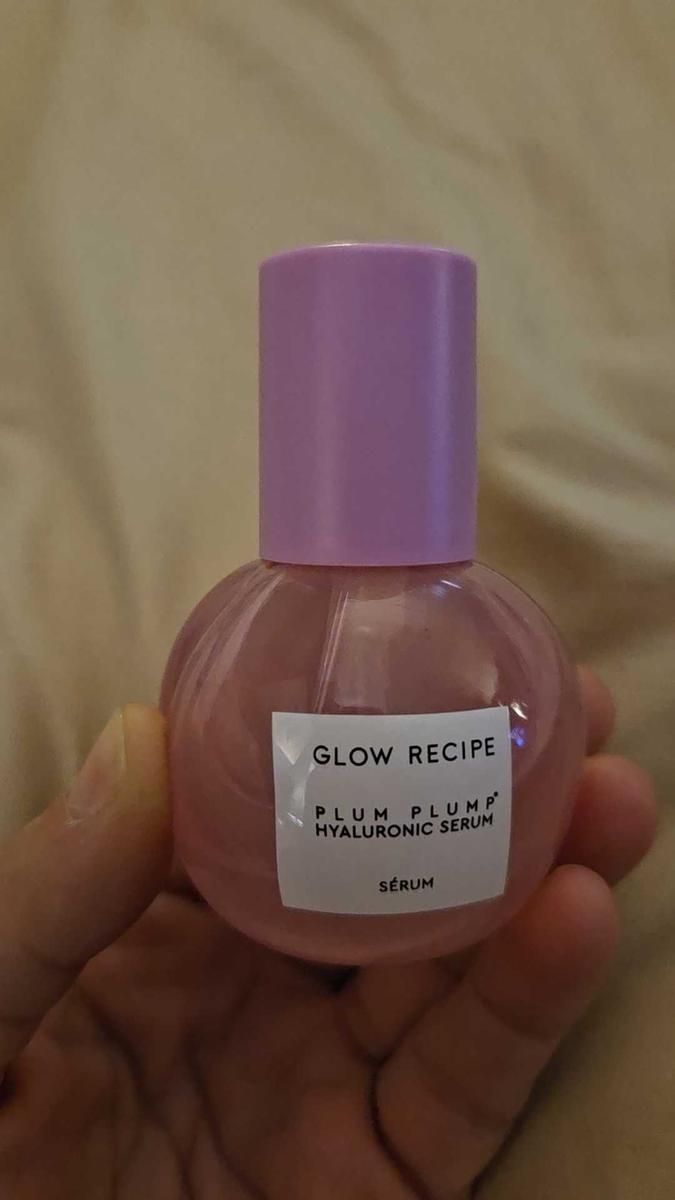 GLOW RECIPE
PLUM PLUMP®
HYALURONIC SERUM
SÉRUM